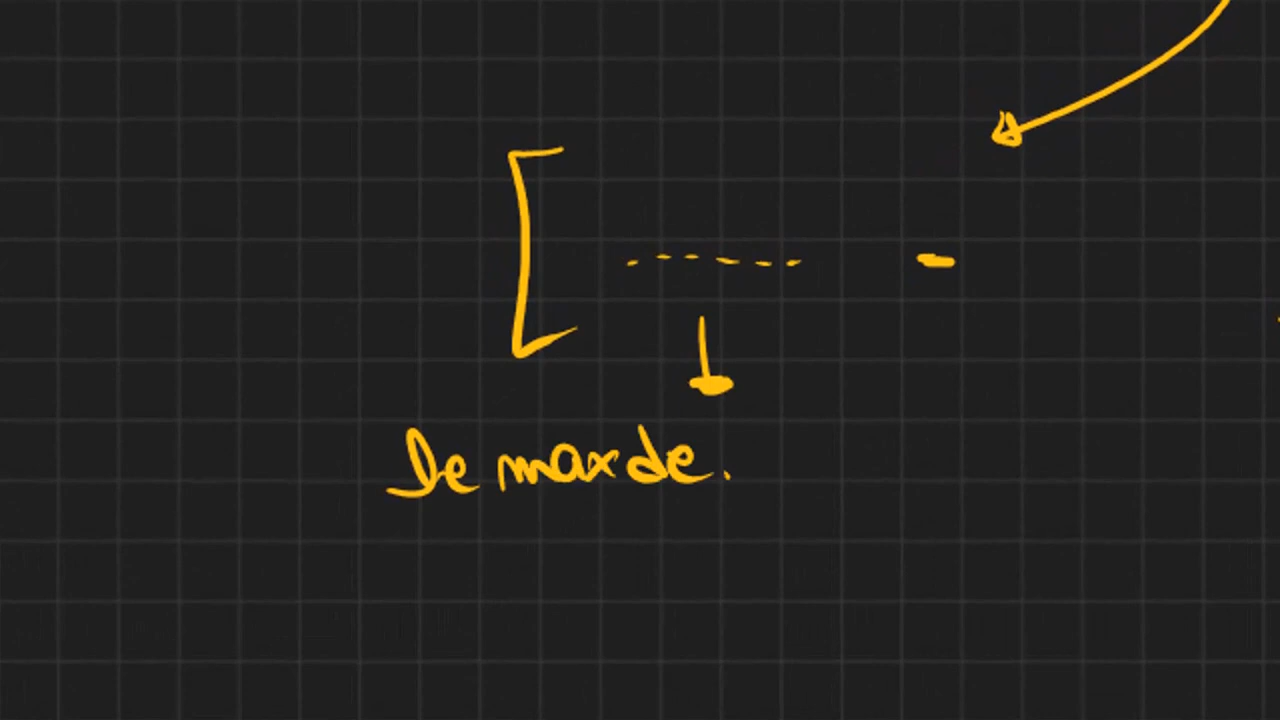 [ ------ -
le max de.